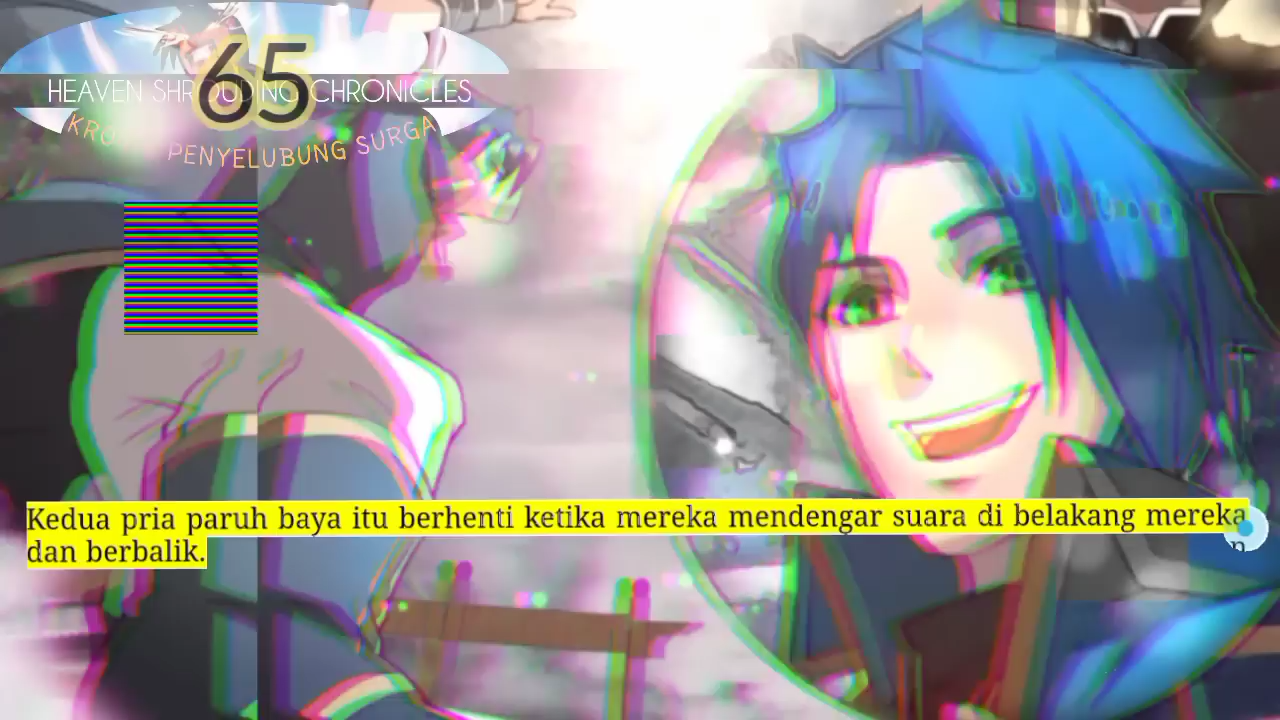 65
HEAVEN SHROUDING CHRONICLES
PENYELUBUNG SURGA
Kedua pria paruh baya itu berhenti ketika mereka mendengar suara di belakang mereka
dan berbalik.